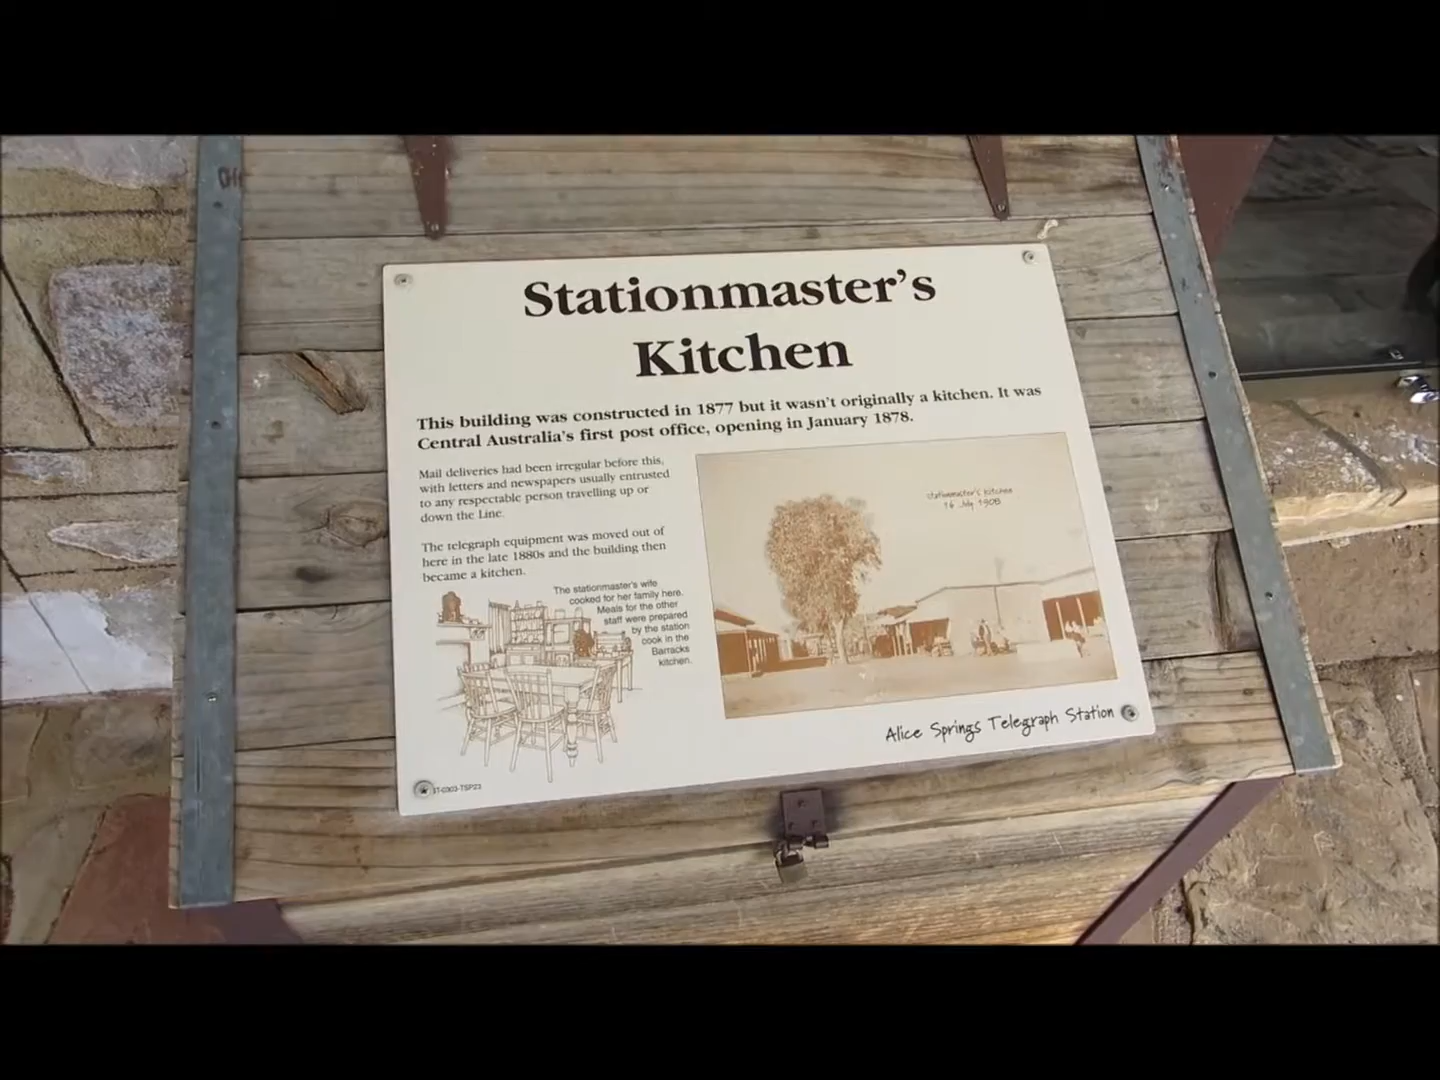 Stationmaster's
Kitchen
This building was constructed in 1877 but it wasn't originally a kitchen. It was
Central Australia's first post office, opening in January 1878.
Mail deliveries had been irregular before this,
with letters and newspapers usually entrusted
to any respectable person travelling up or
down the Line.
The telegraph equipment was moved out of
here in the late 1880s and the building then
became a kitchen.
The stationmaster's wife
cooked for her family here.
Meals for the other
staff were prepared
by the station
cook in the
Barracks
kitchen.
stationmaster's kitchen
16 July 1908
Alice Springs Telegraph Station